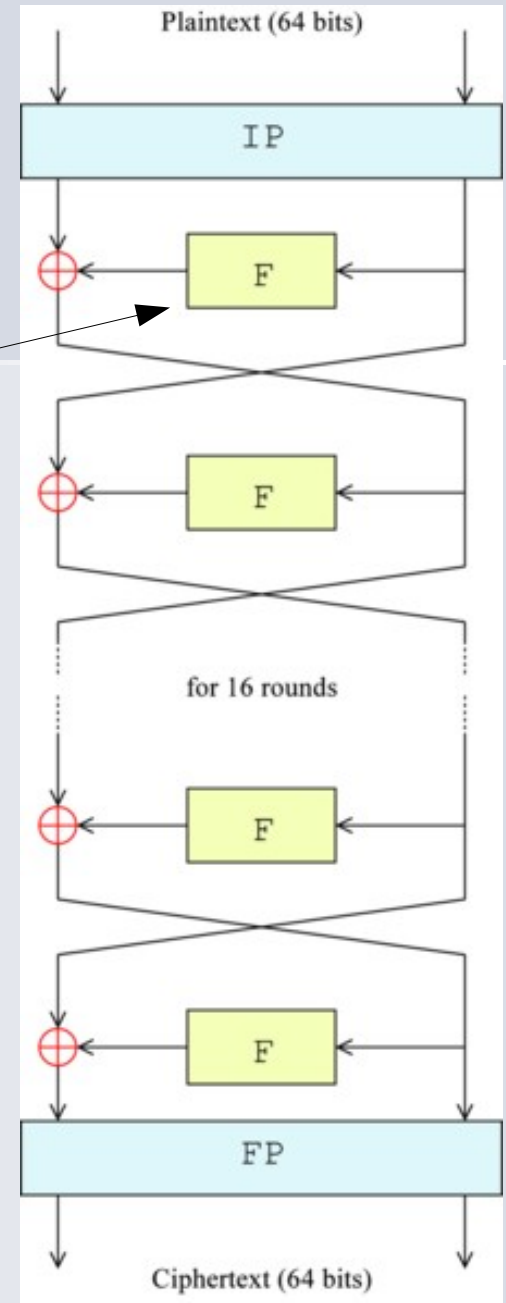 Plaintext (64 bits)
IP
F
F
for 16 rounds
F
F
FP
Ciphertext (64 bits)